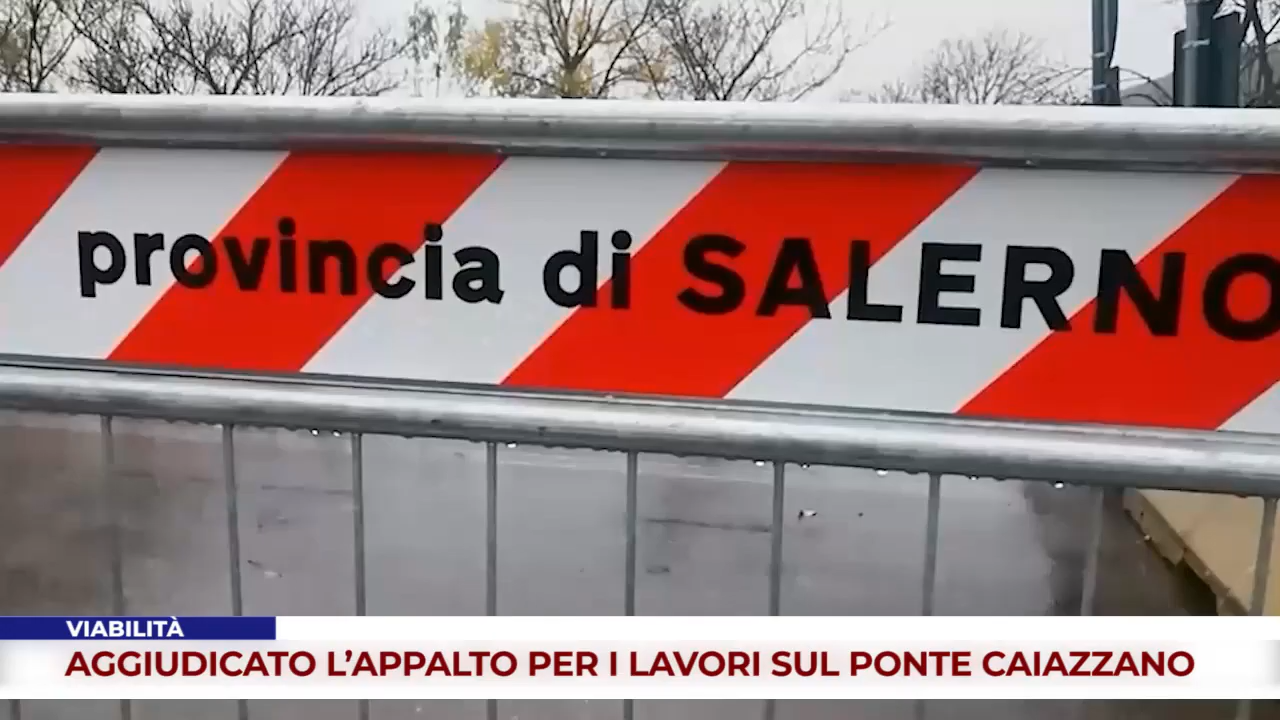 provincia di SALERNO
VIABILITÀ
AGGIUDICATO L’APPALTO PER I LAVORI SUL PONTE CAIAZZANO